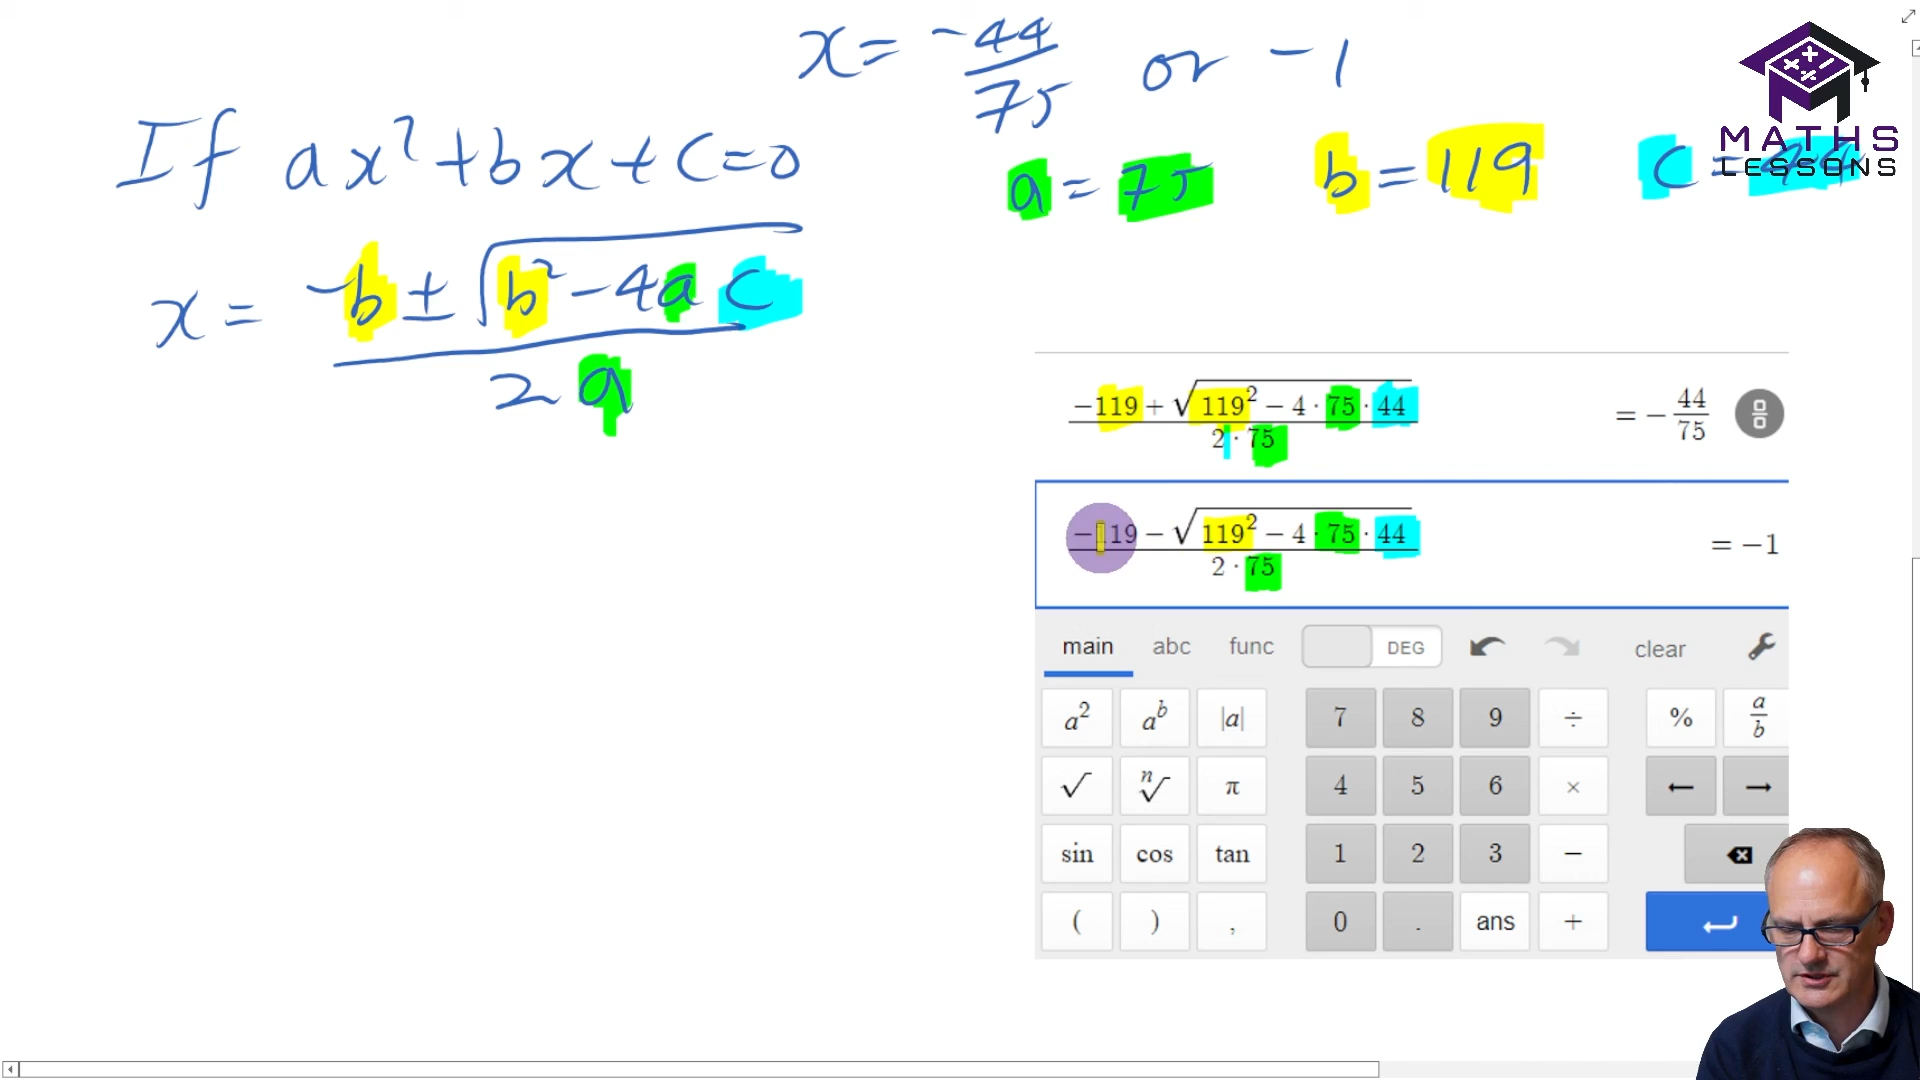 x = -44/75 or -1
If ax²+bx+c=0
a = 75 b = 119 c = 44
MATHS
LESSONS
x = (-b ± √(b² - 4ac)) / 2a
(-119 + √(119² - 4 · 75 · 44)) / (2 · 75) = -44/75
(-119 - √(119² - 4 · 75 · 44)) / (2 · 75) = -1
main abc func DEG clear
a² aᵇ |a| 7 8 9 ÷ % a/b
√ ⁿ√ π 4 5 6 × ← →
sin cos tan 1 2 3 −
( ) , 0 . ans +